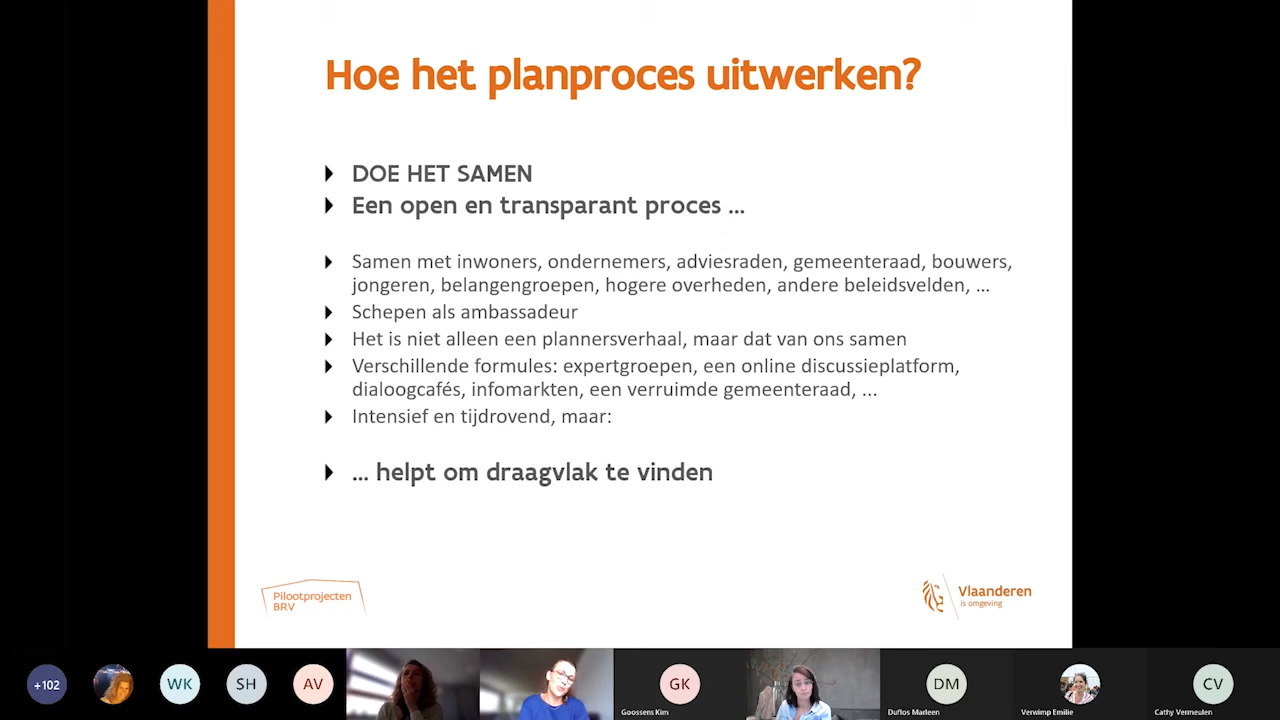 Hoe het planproces uitwerken?
DOE HET SAMEN
Een open en transparant proces ...
Samen met inwoners, ondernemers, adviesraden, gemeenteraad, bouwers,
jongeren, belangengroepen, hogere overheden, andere beleidsvelden, ...
Schepen als ambassadeur
Het is niet alleen een plannersverhaal, maar dat van ons samen
Verschillende formules: expertgroepen, een online discussieplatform,
dialoogcafés, infomarkten, een verruimde gemeenteraad, ...
Intensief en tijdrovend, maar:
... helpt om draagvlak te vinden
Pilootprojecten
BRV
Vlaanderen
is omgeving
+102
WK
SH
AV
GK
Goossens Kim
DM
Duflos Marleen
Verwimp Emilie
CV
Cathy Vermeulen